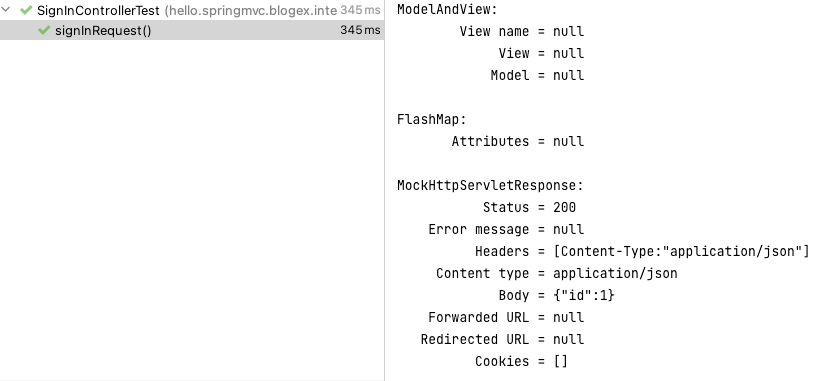 SignInControllerTest (hello.springmvc.blogex.inte 345 ms
signInRequest() 345 ms
ModelAndView:
View name = null
View = null
Model = null
FlashMap:
Attributes = null
MockHttpServletResponse:
Status = 200
Error message = null
Headers = [Content-Type:"application/json"]
Content type = application/json
Body = {"id":1}
Forwarded URL = null
Redirected URL = null
Cookies = []